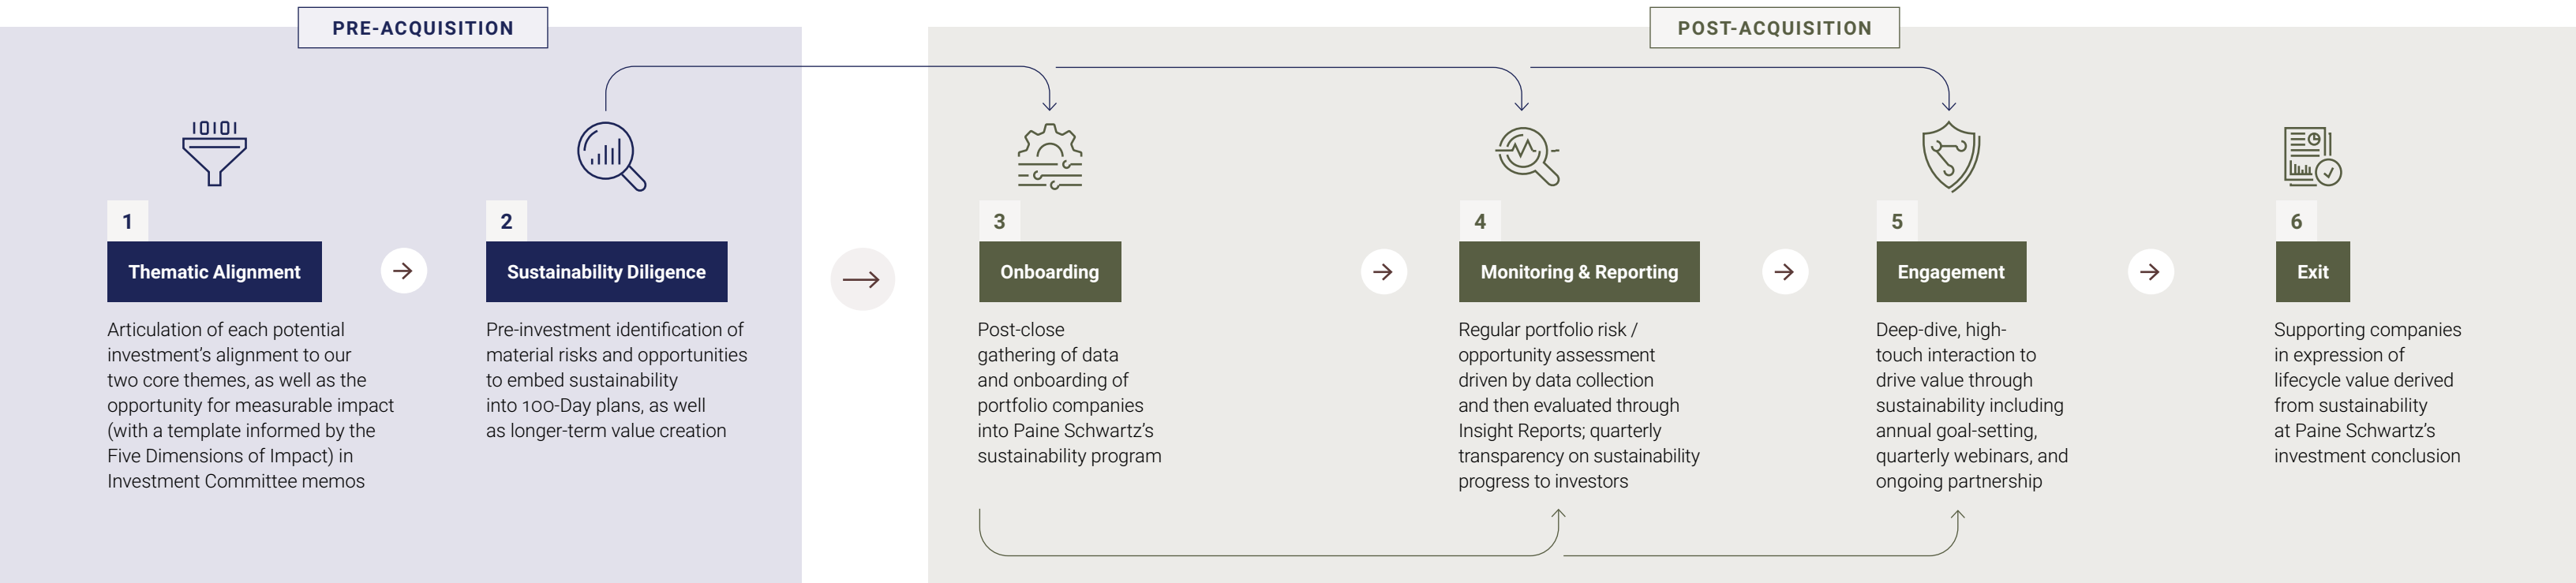 PRE-ACQUISITION
POST-ACQUISITION
1
Thematic Alignment
Articulation of each potential
investment’s alignment to our
two core themes, as well as the
opportunity for measurable impact
(with a template informed by the
Five Dimensions of Impact) in
Investment Committee memos
2
Sustainability Diligence
Pre-investment identification of
material risks and opportunities
to embed sustainability
into 100-Day plans, as well
as longer-term value creation
3
Onboarding
Post-close
gathering of data
and onboarding of
portfolio companies
into Paine Schwartz’s
sustainability program
4
Monitoring & Reporting
Regular portfolio risk /
opportunity assessment
driven by data collection
and then evaluated through
Insight Reports; quarterly
transparency on sustainability
progress to investors
5
Engagement
Deep-dive, high-
touch interaction to
drive value through
sustainability including
annual goal-setting,
quarterly webinars, and
ongoing partnership
6
Exit
Supporting companies
in expression of
lifecycle value derived
from sustainability
at Paine Schwartz’s
investment conclusion